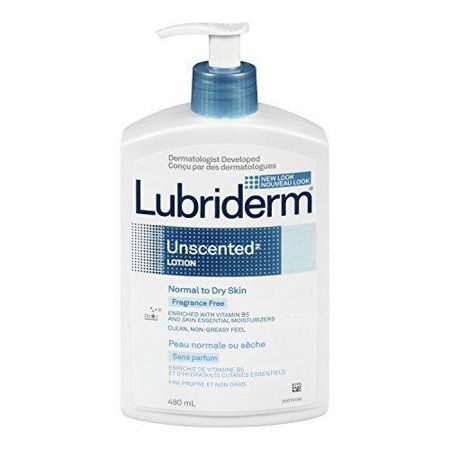 Dermatologist Developed
Conçu par des dermatologues
NEW LOOK
NOUVEAU LOOK
Lubriderm®
Unscented
LOTION
Normal to Dry Skin
Fragrance Free
ENRICHED WITH VITAMIN B5
AND SKIN ESSENTIAL MOISTURIZERS
CLEAN, NON-GREASY FEEL
Peau normale ou sèche
Sans parfum
ENRICHIE DE VITAMINE B5
ET D'HYDRATANTS CUTANÉS ESSENTIELS
FINI PROPRE ET NON GRAS
480 mL